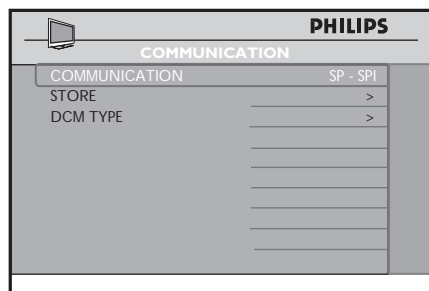 PHILIPS
COMMUNICATION
COMMUNICATION SP - SPI
STORE >
DCM TYPE >